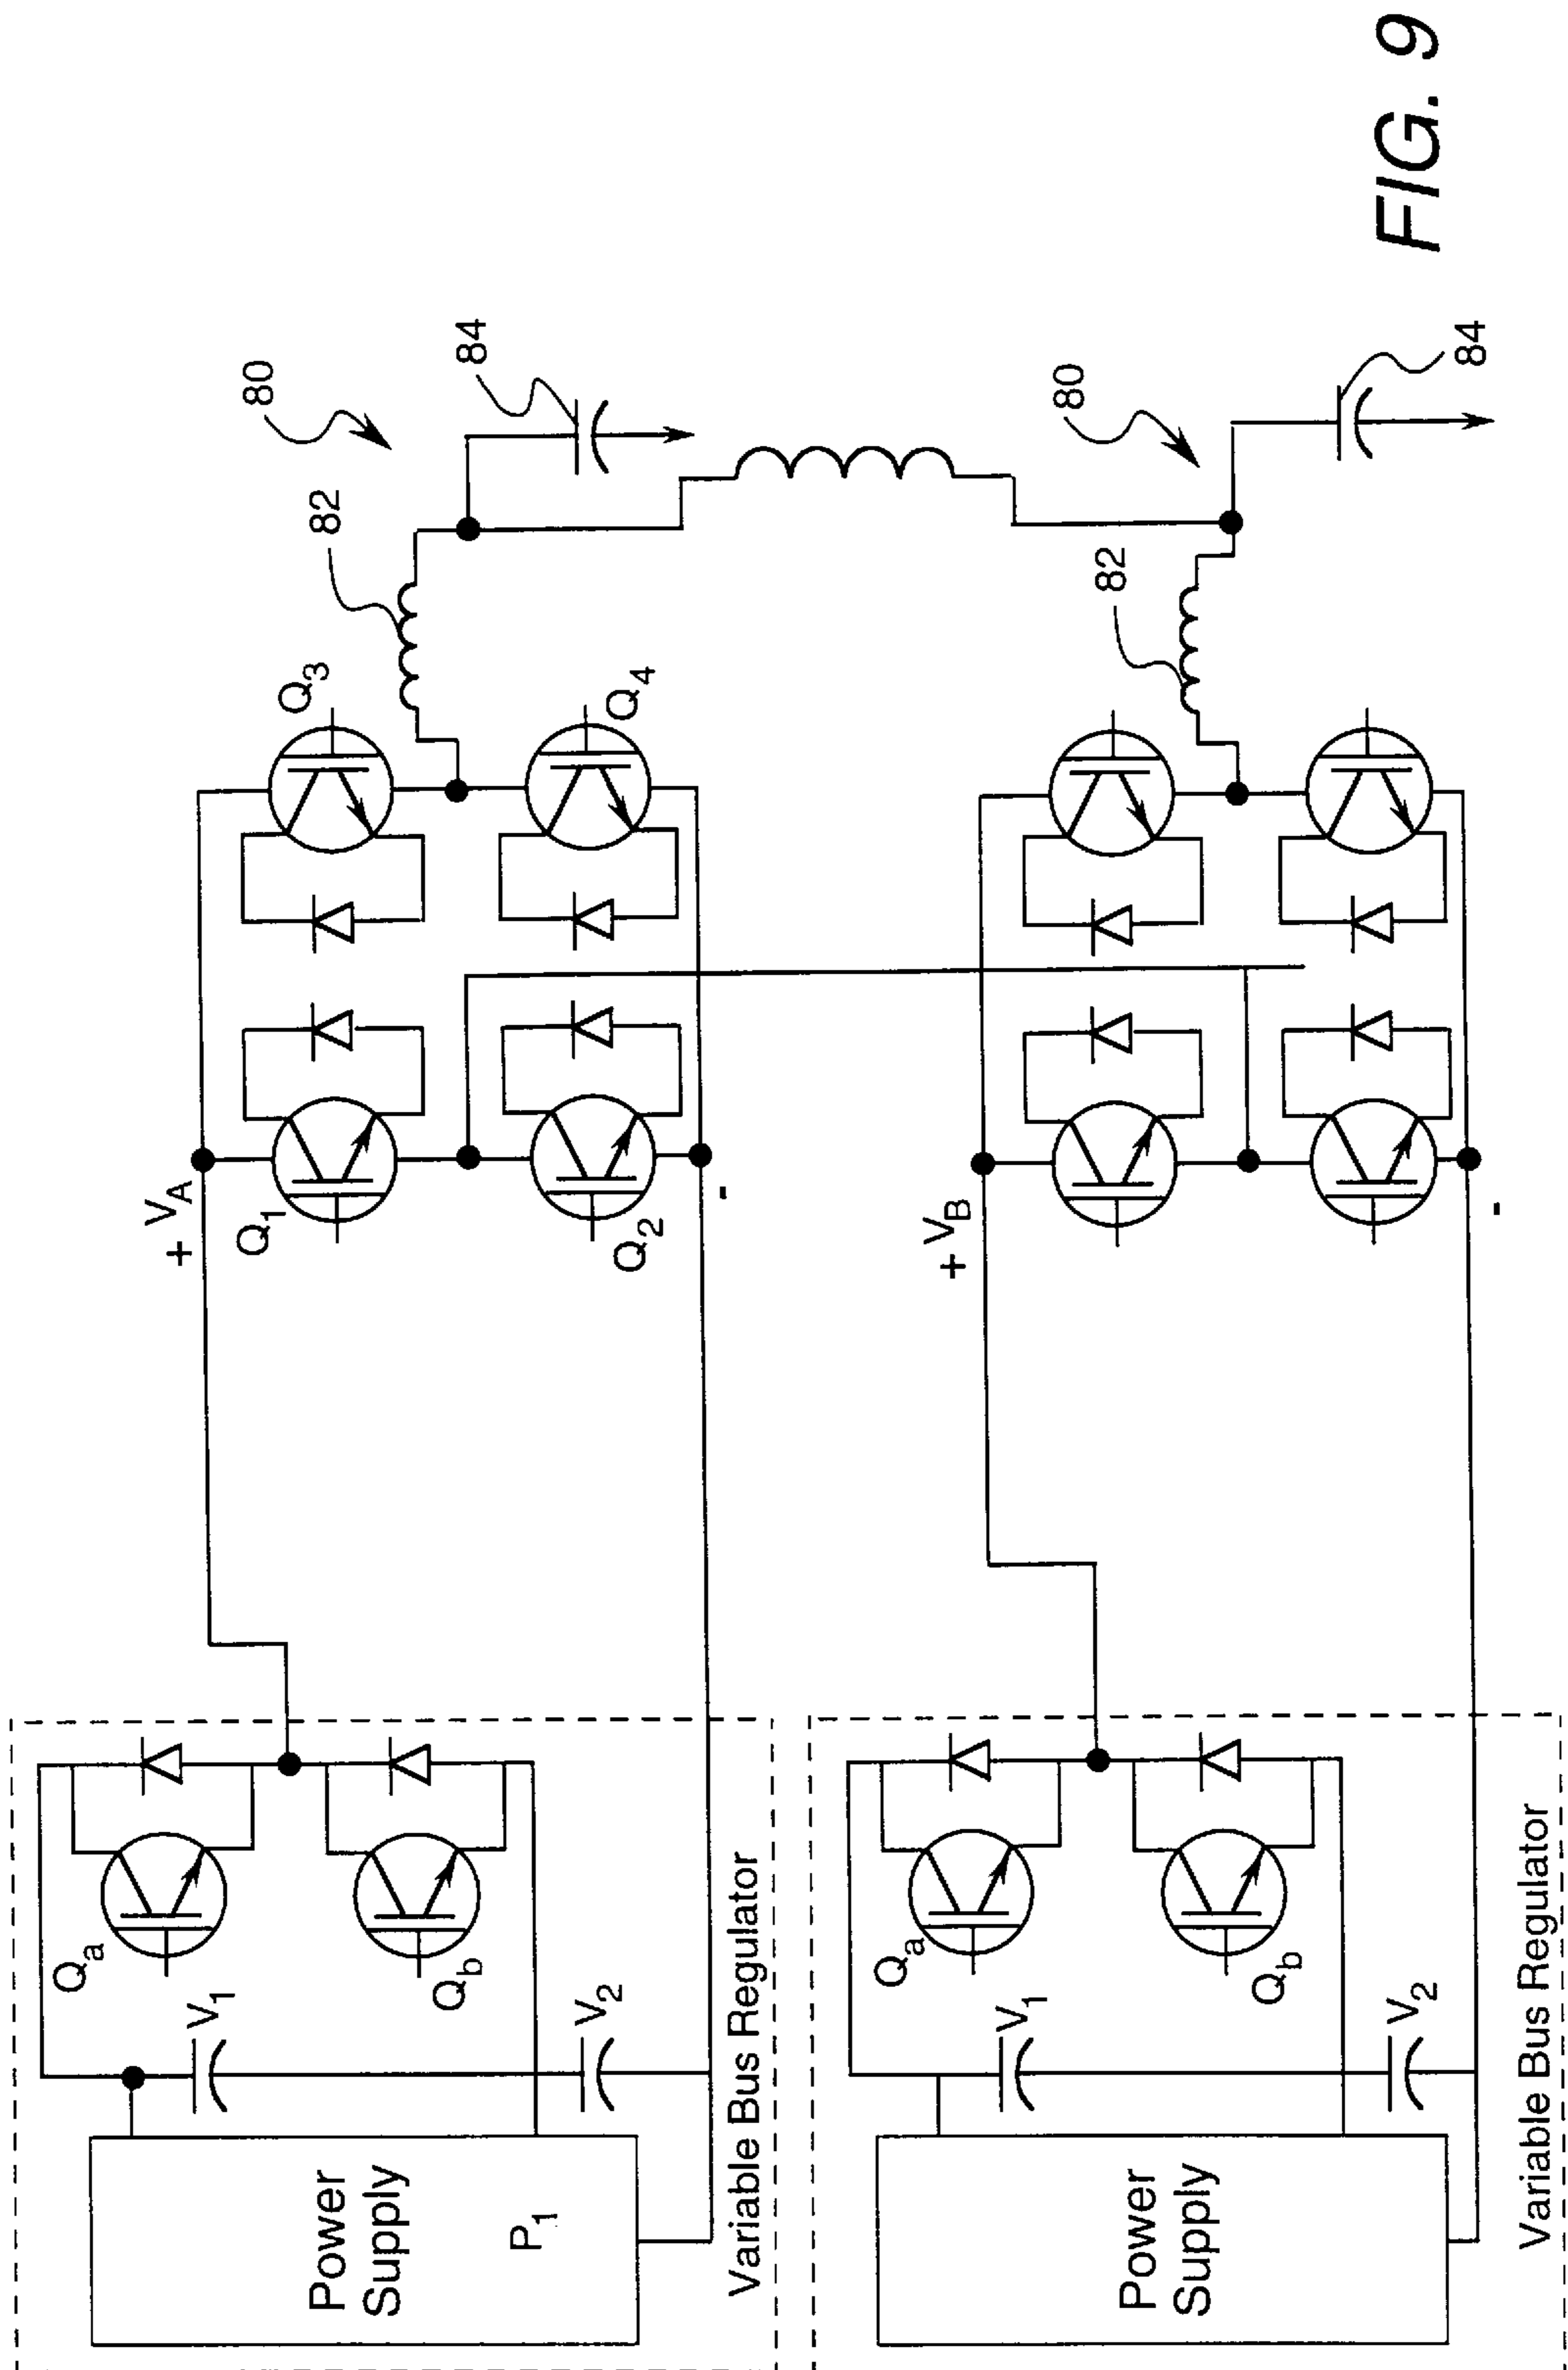 Power
Supply
P1
V1
V2
Qa
Qb
Variable Bus Regulator
+ VA
-
Q1
Q2
Q3
Q4
82
80
84
Power
Supply
V1
V2
Qa
Qb
Variable Bus Regulator
+ VB
-
82
80
84
FIG. 9